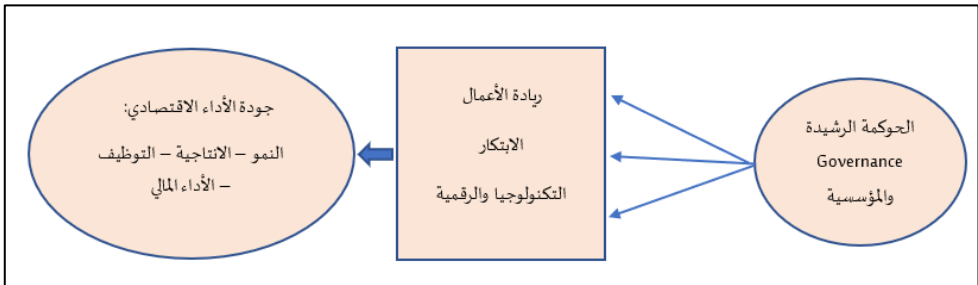 الحوكمة الرشيدة
Governance
والمؤسسية
ريادة الأعمال
الابتكار
التكنولوجيا والرقمية
جودة الأداء الاقتصادي:
النمو – الانتاجية – التوظيف
– الأداء المالي